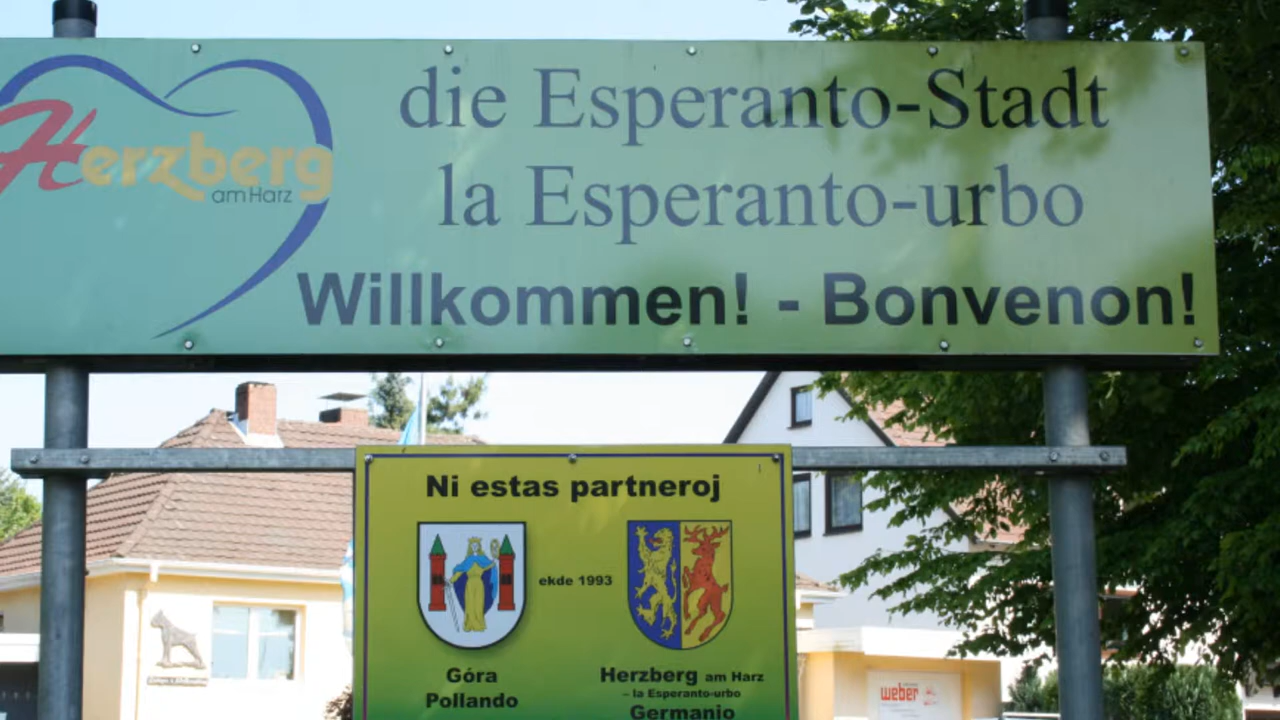 Herzberg
am Harz
die Esperanto-Stadt
la Esperanto-urbo
Willkommen! - Bonvenon!
Ni estas partneroj
ekde 1993
Góra
Pollando
Herzberg am Harz
– la Esperanto-urbo
Germanio
weber